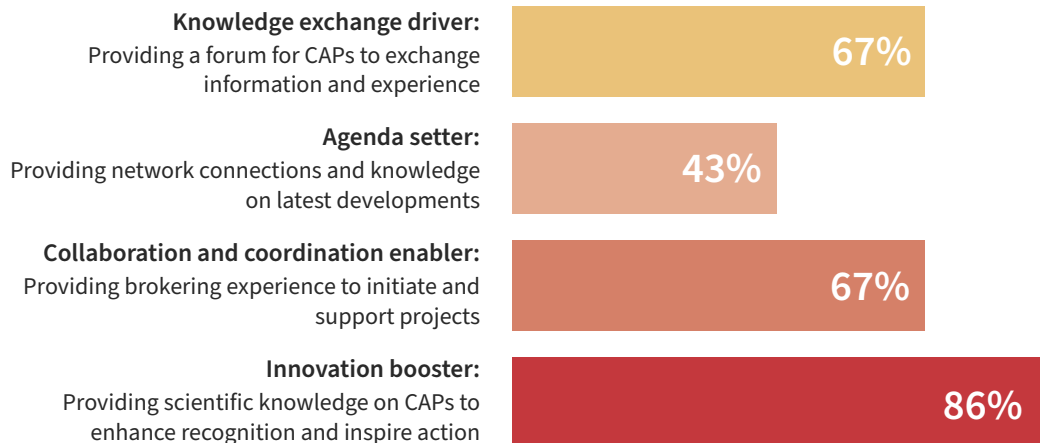 Knowledge exchange driver:
Providing a forum for CAPs to exchange
information and experience
67%
Agenda setter:
Providing network connections and knowledge
on latest developments
43%
Collaboration and coordination enabler:
Providing brokering experience to initiate and
support projects
67%
Innovation booster:
Providing scientific knowledge on CAPs to
enhance recognition and inspire action
86%